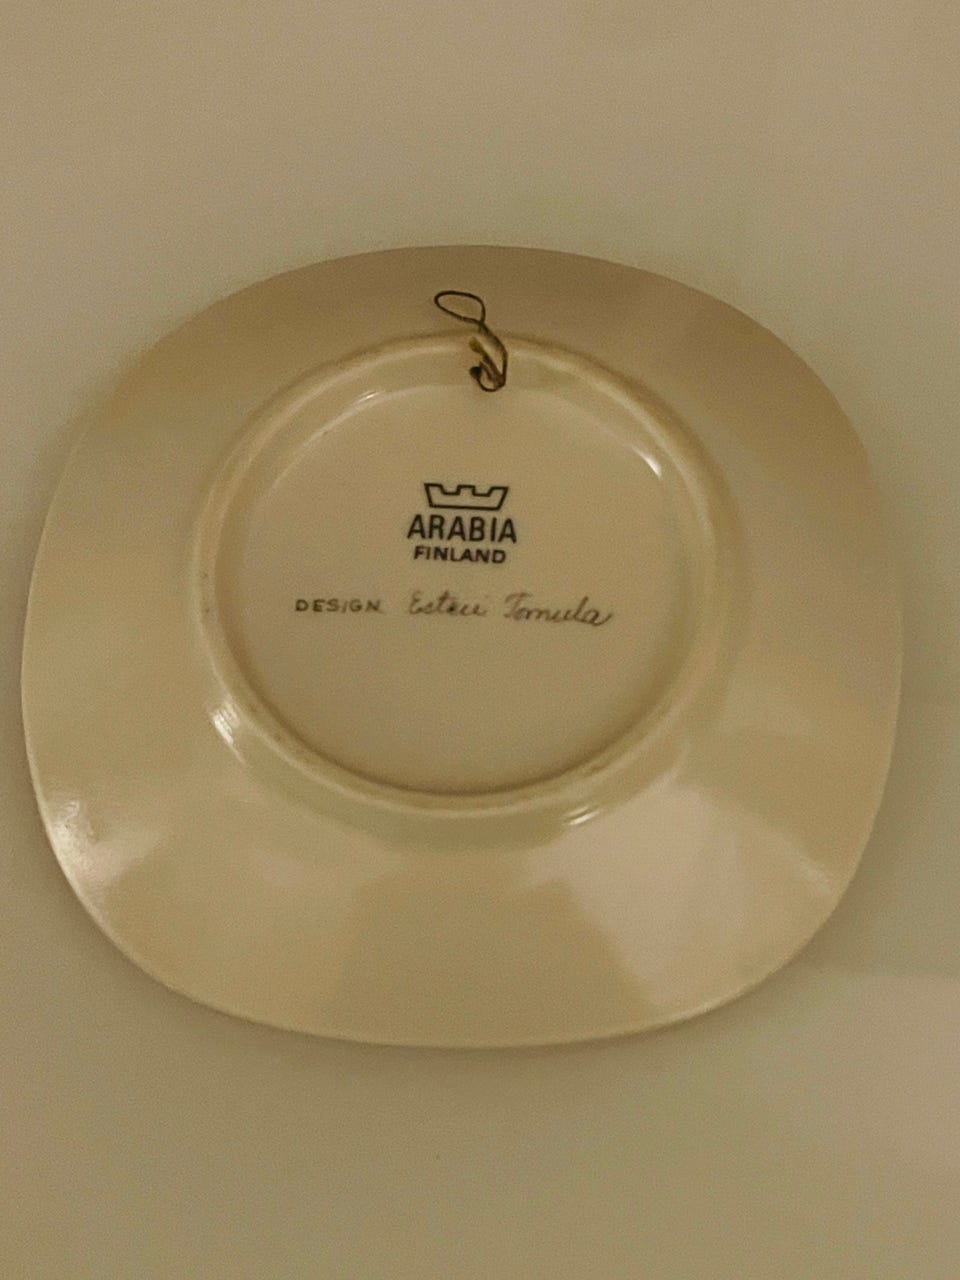 ARABIA
FINLAND
DESIGN Esteri Tomula